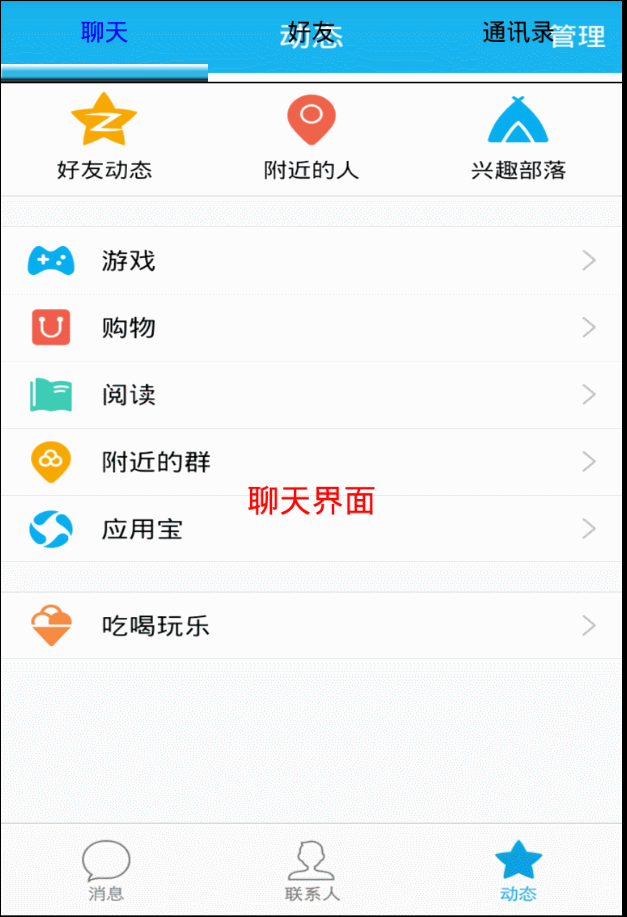 聊天 好友 通讯录
动态 管理
好友动态 附近的人 兴趣部落
游戏
购物
阅读
附近的群
聊天界面
应用宝
吃喝玩乐
消息 联系人 动态